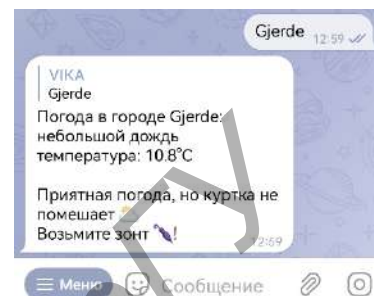 Gjerde 12:59
VIKA
Gjerde
Погода в городе Gjerde:
небольшой дождь
температура: 10.8°C
Приятная погода, но куртка не
помешает
Возьмите зонт !
12:59
Меню Сообщение